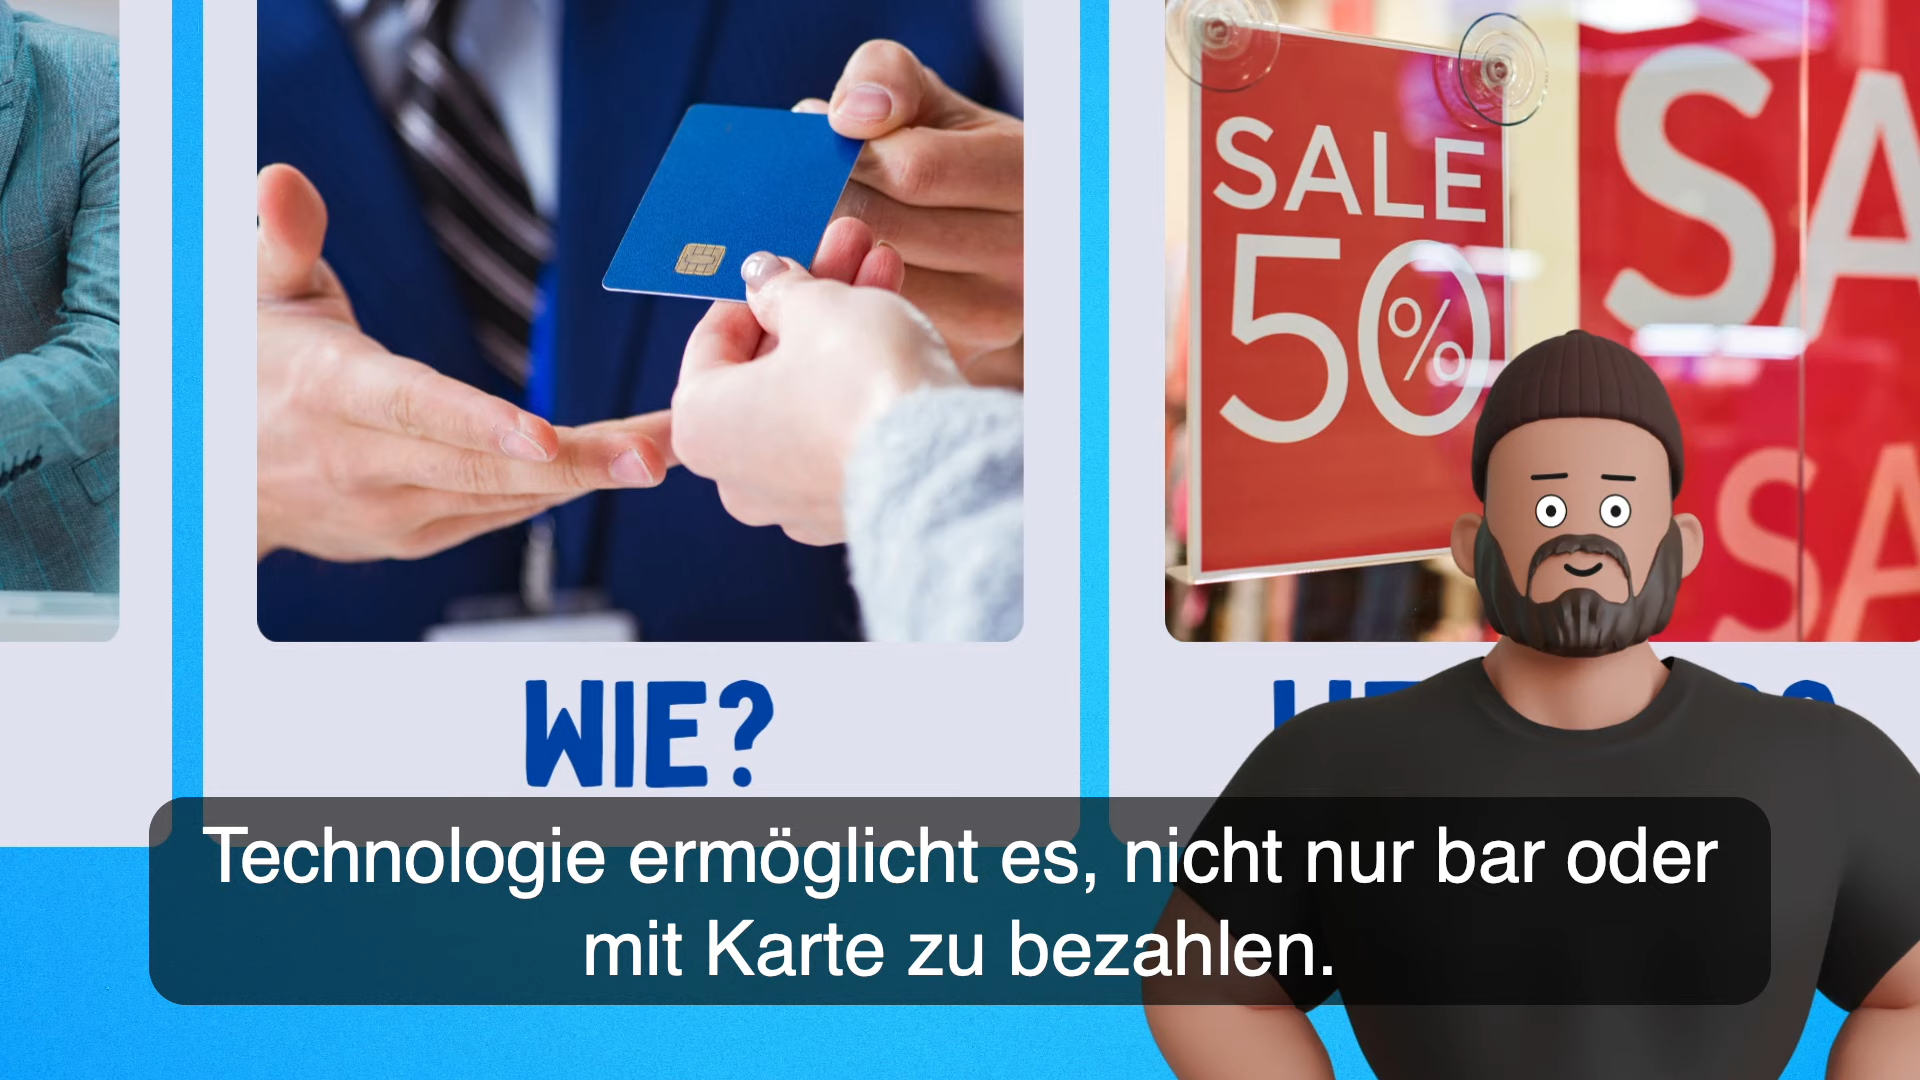 SALE
50%
SA
SA
WIE?
Technologie ermöglicht es, nicht nur bar oder
mit Karte zu bezahlen.